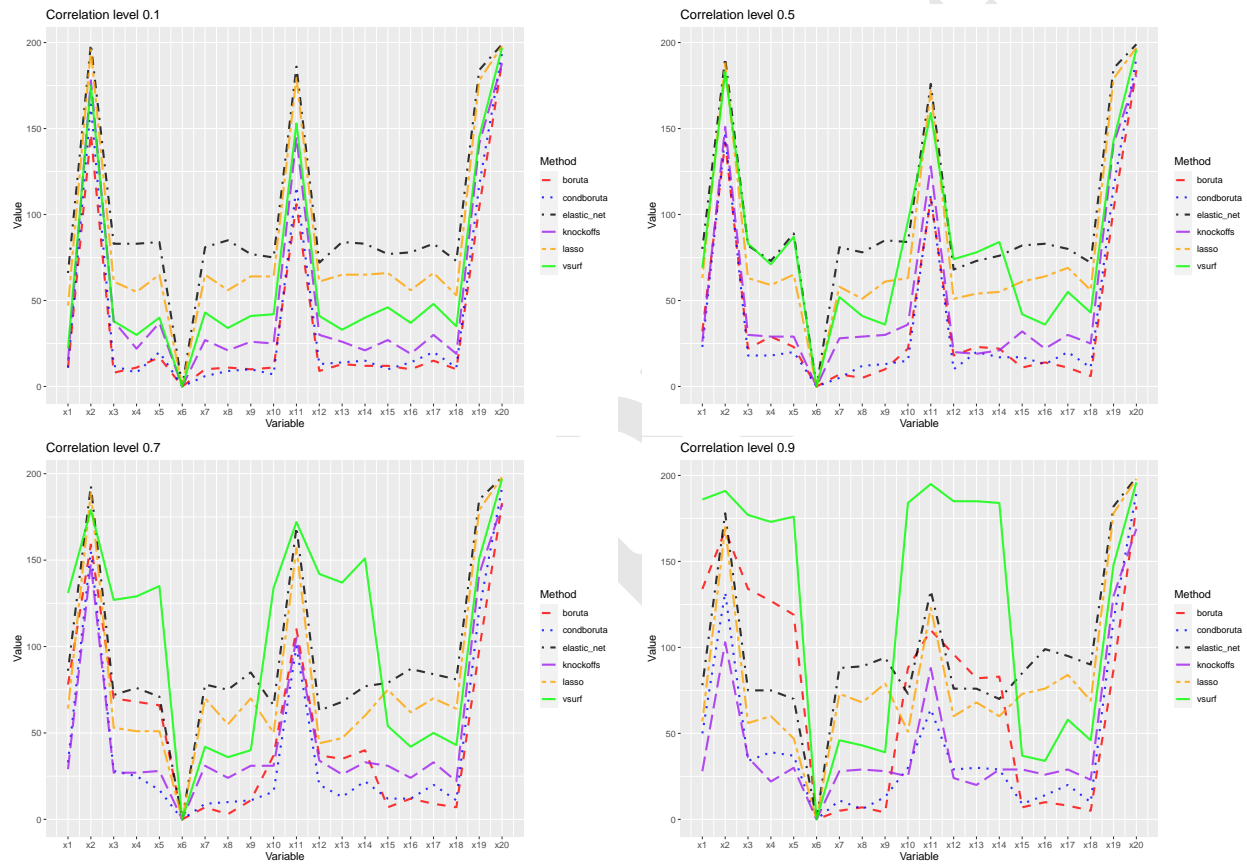 Correlation level 0.1
Value
200
150
100
50
0
x1 x2 x3 x4 x5 x6 x7 x8 x9 x10 x11 x12 x13 x14 x15 x16 x17 x18 x19 x20
Variable
Method
boruta
condboruta
elastic_net
knockoffs
lasso
vsurf
Correlation level 0.5
Value
200
150
100
50
0
x1 x2 x3 x4 x5 x6 x7 x8 x9 x10 x11 x12 x13 x14 x15 x16 x17 x18 x19 x20
Variable
Method
boruta
condboruta
elastic_net
knockoffs
lasso
vsurf
Correlation level 0.7
Value
200
150
100
50
0
x1 x2 x3 x4 x5 x6 x7 x8 x9 x10 x11 x12 x13 x14 x15 x16 x17 x18 x19 x20
Variable
Method
boruta
condboruta
elastic_net
knockoffs
lasso
vsurf
Correlation level 0.9
Value
200
150
100
50
0
x1 x2 x3 x4 x5 x6 x7 x8 x9 x10 x11 x12 x13 x14 x15 x16 x17 x18 x19 x20
Variable
Method
boruta
condboruta
elastic_net
knockoffs
lasso
vsurf